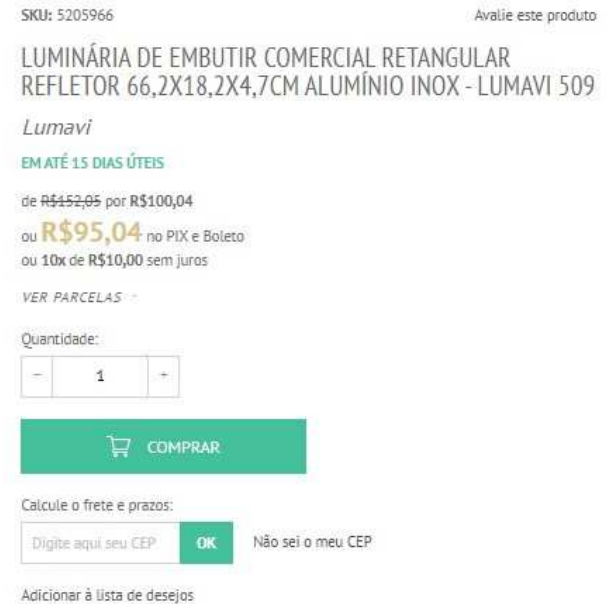 SKU: 5205966
Avalie este produto
LUMINÁRIA DE EMBUTIR COMERCIAL RETANGULAR
REFLETOR 66,2X18,2X4,7CM ALUMÍNIO INOX - LUMAVI 509
Lumavi
EM ATÉ 15 DIAS ÚTEIS
de R$152,05 por R$100,04
ou R$95,04 no PIX e Boleto
ou 10x de R$10,00 sem juros
VER PARCELAS
Quantidade:
- 1 +
COMPRAR
Calcule o frete e prazos:
Digite aqui seu CEP OK Não sei o meu CEP
Adicionar à lista de desejos